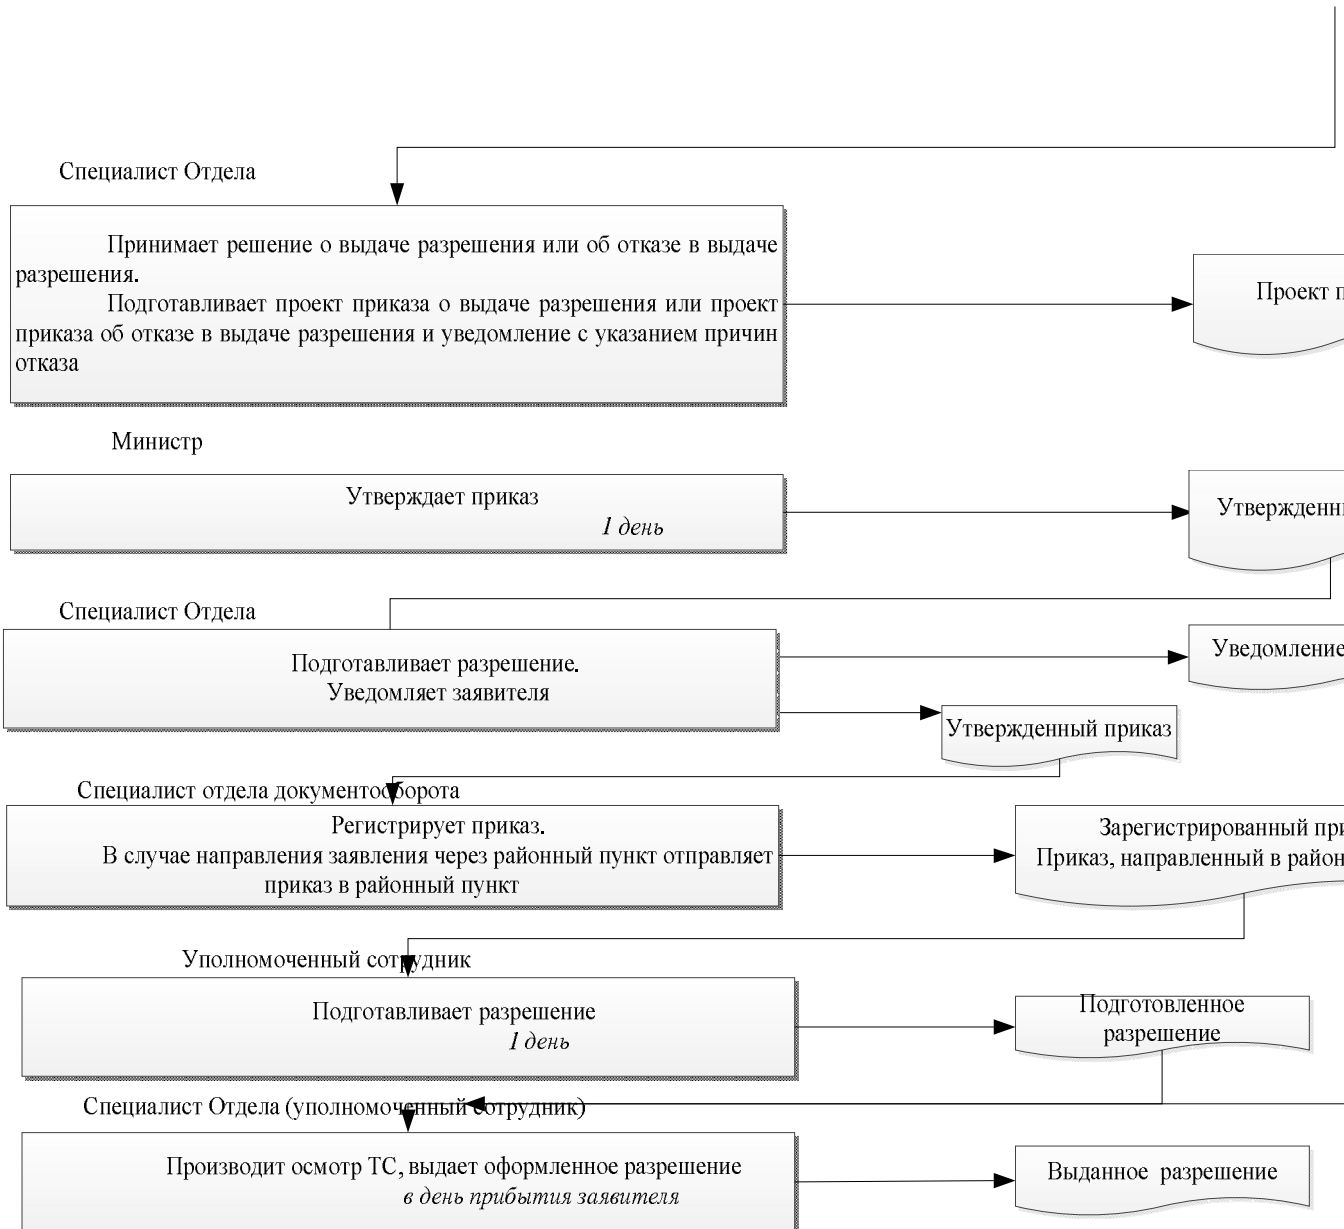 Специалист Отдела
Принимает решение о выдаче разрешения или об отказе в выдаче
разрешения.
Подготавливает проект приказа о выдаче разрешения или проект
приказа об отказе в выдаче разрешения и уведомление с указанием причин
отказа
Проект п
Министр
Утверждает приказ
1 день
Утвержденн
Специалист Отдела
Подготавливает разрешение.
Уведомляет заявителя
Уведомление
Утвержденный приказ
Специалист отдела документооборота
Регистрирует приказ.
В случае направления заявления через районный пункт отправляет
приказ в районный пункт
Зарегистрированный при
Приказ, направленный в район
Уполномоченный сотрудник
Подготавливает разрешение
1 день
Подготовленное
разрешение
Специалист Отдела (уполномоченный сотрудник)
Производит осмотр ТС, выдает оформленное разрешение
в день прибытия заявителя
Выданное разрешение